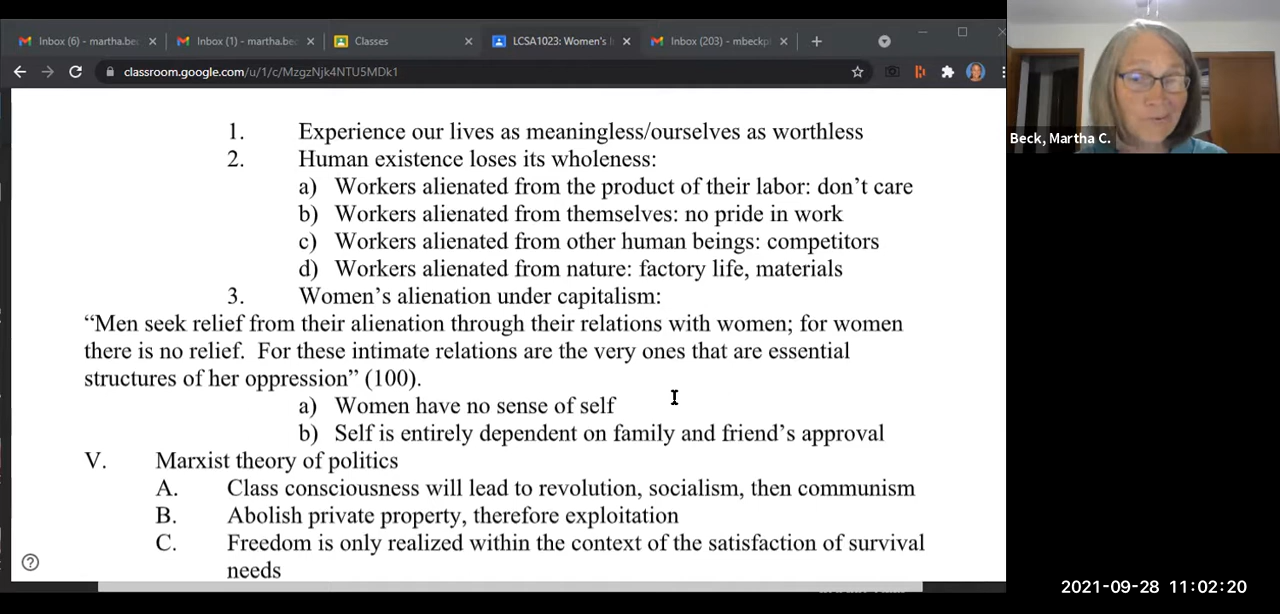 Inbox (6) - martha.bec
Inbox (1) - martha.bec
Classes
LCSA1023: Women's I
Inbox (203) - mbeckp
classroom.google.com/u/1/c/MzgzNjk4NTU5MDk1
Beck, Martha C.
1. Experience our lives as meaningless/ourselves as worthless
2. Human existence loses its wholeness:
a) Workers alienated from the product of their labor: don’t care
b) Workers alienated from themselves: no pride in work
c) Workers alienated from other human beings: competitors
d) Workers alienated from nature: factory life, materials
3. Women’s alienation under capitalism:
“Men seek relief from their alienation through their relations with women; for women
there is no relief.  For these intimate relations are the very ones that are essential
structures of her oppression” (100).
a) Women have no sense of self
b) Self is entirely dependent on family and friend’s approval
V. Marxist theory of politics
A. Class consciousness will lead to revolution, socialism, then communism
B. Abolish private property, therefore exploitation
C. Freedom is only realized within the context of the satisfaction of survival
needs
2021-09-28 11:02:20